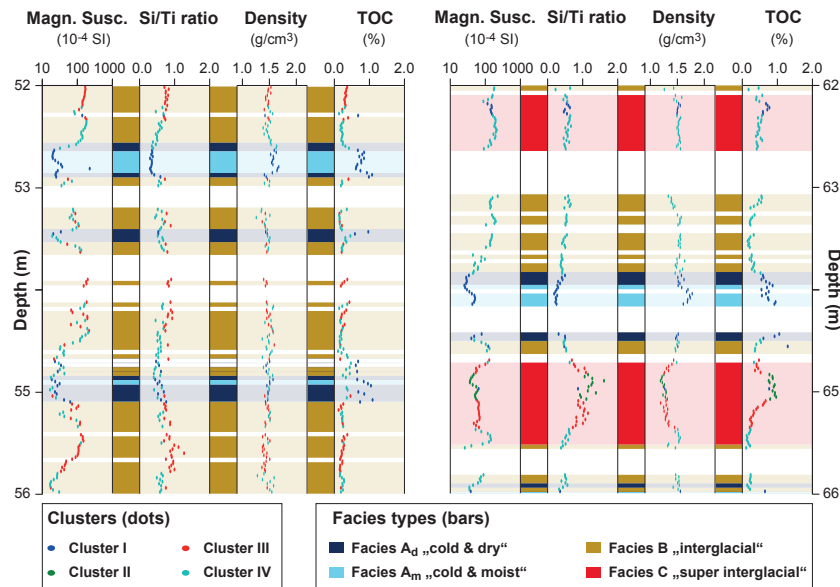 Magn. Susc. Si/Ti ratio Density TOC Magn. Susc. Si/Ti ratio Density TOC
(10-4 SI) (g/cm3) (%) (10-4 SI) (g/cm3) (%)
10 100 1000 0.0 1.0 2.0 1.0 1.5 2.0 0.0 1.0 2.0 10 100 1000 0.0 1.0 2.0 1.0 1.5 2.0 0.0 1.0 2.0
52 62
53 63
Depth (m) Depth (m)
55 65
56 66
Clusters (dots) Facies types (bars)
Cluster I Cluster III Facies Ad „cold & dry“ Facies B „interglacial“
Cluster II Cluster IV Facies Am „cold & moist“ Facies C „super interglacial“